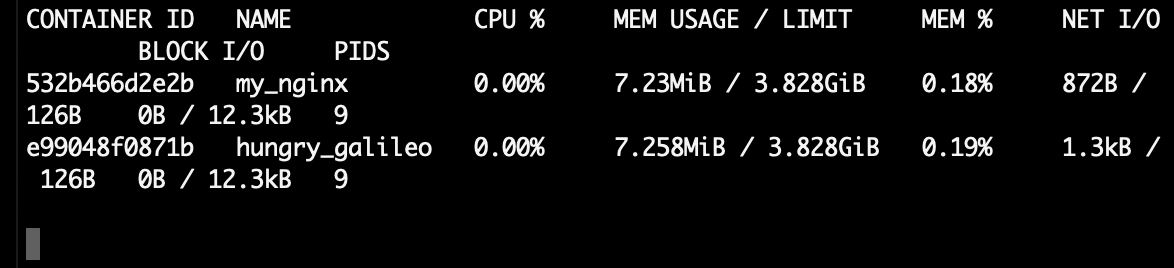 CONTAINER ID   NAME             CPU %     MEM USAGE / LIMIT     MEM %     NET I/O
        BLOCK I/O     PIDS
532b466d2e2b   my_nginx         0.00%     7.23MiB / 3.828GiB    0.18%     872B /
126B   0B / 12.3kB   9
e99048f0871b   hungry_galileo   0.00%     7.258MiB / 3.828GiB   0.19%     1.3kB /
 126B   0B / 12.3kB   9